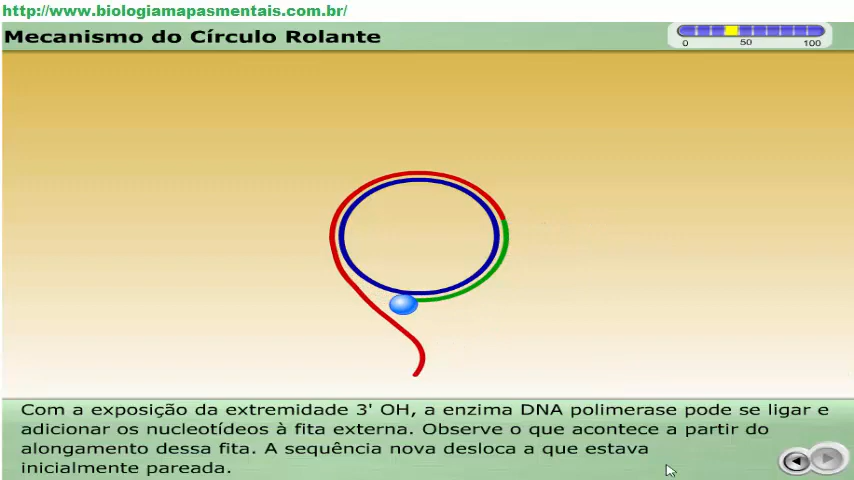 http://www.biologiamapasmentais.com.br/
Mecanismo do Círculo Rolante
0 50 100
Com a exposição da extremidade 3' OH, a enzima DNA polimerase pode se ligar e
adicionar os nucleotídeos à fita externa. Observe o que acontece a partir do
alongamento dessa fita. A sequência nova desloca a que estava
inicialmente pareada.